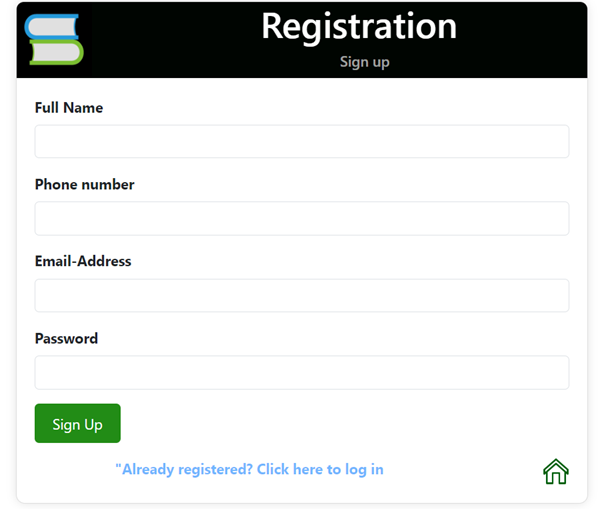 Registration
Sign up
Full Name
Phone number
Email-Address
Password
Sign Up
"Already registered? Click here to log in